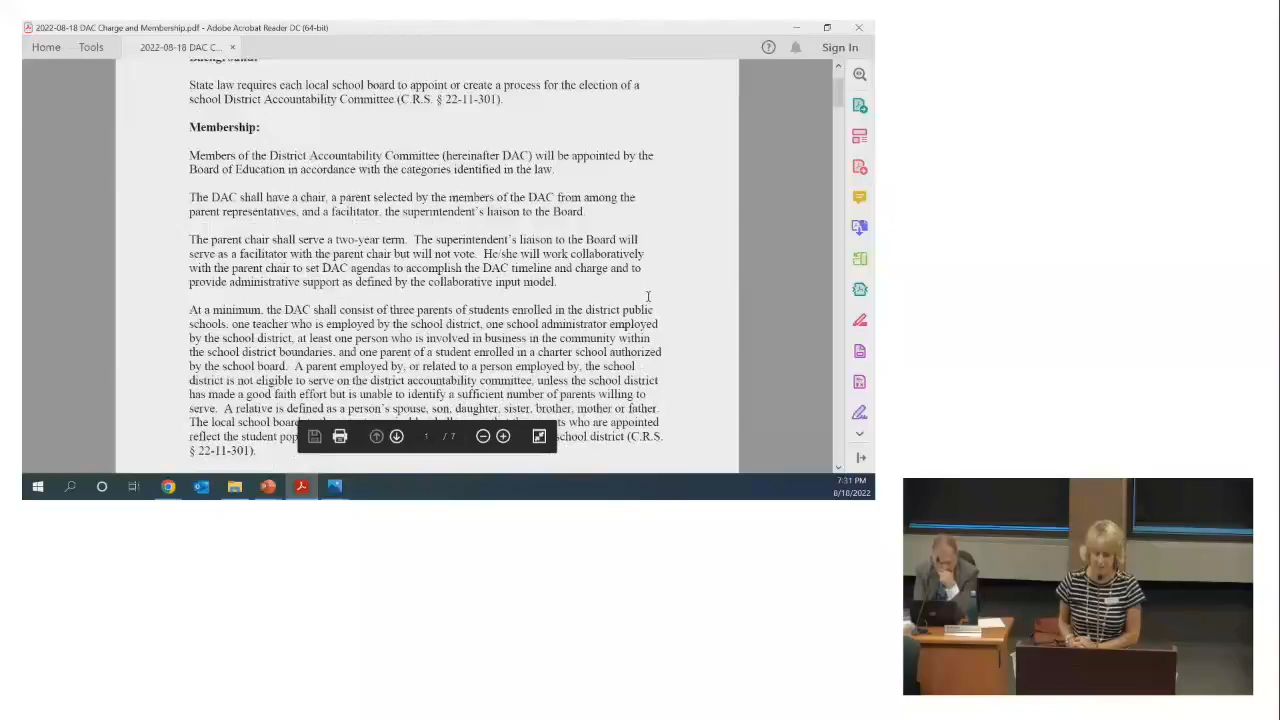 2022-08-18 DAC Charge and Membership.pdf - Adobe Acrobat Reader DC (64-bit)
Home Tools 2022-08-18 DAC C... × Sign In
State law requires each local school board to appoint or create a process for the election of a
school District Accountability Committee (C.R.S. § 22-11-301).
Membership:
Members of the District Accountability Committee (hereinafter DAC) will be appointed by the
Board of Education in accordance with the categories identified in the law.
The DAC shall have a chair, a parent selected by the members of the DAC from among the
parent representatives, and a facilitator, the superintendent's liaison to the Board.
The parent chair shall serve a two-year term. The superintendent's liaison to the Board will
serve as a facilitator with the parent chair but will not vote. He/she will work collaboratively
with the parent chair to set DAC agendas to accomplish the DAC timeline and charge and to
provide administrative support as defined by the collaborative input model.
At a minimum, the DAC shall consist of three parents of students enrolled in the district public
schools, one teacher who is employed by the school district, one school administrator employed
by the school district, at least one person who is involved in business in the community within
the school district boundaries, and one parent of a student enrolled in a charter school authorized
by the school board. A parent employed by, or related to a person employed by, the school
district is not eligible to serve on the district accountability committee, unless the school district
has made a good faith effort but is unable to identify a sufficient number of parents willing to
serve. A relative is defined as a person's spouse, son, daughter, sister, brother, mother or father.
The local school board who are appointed
reflect the student school district (C.R.S.
§ 22-11-301).
1 / 7
7:31 PM
8/18/2022